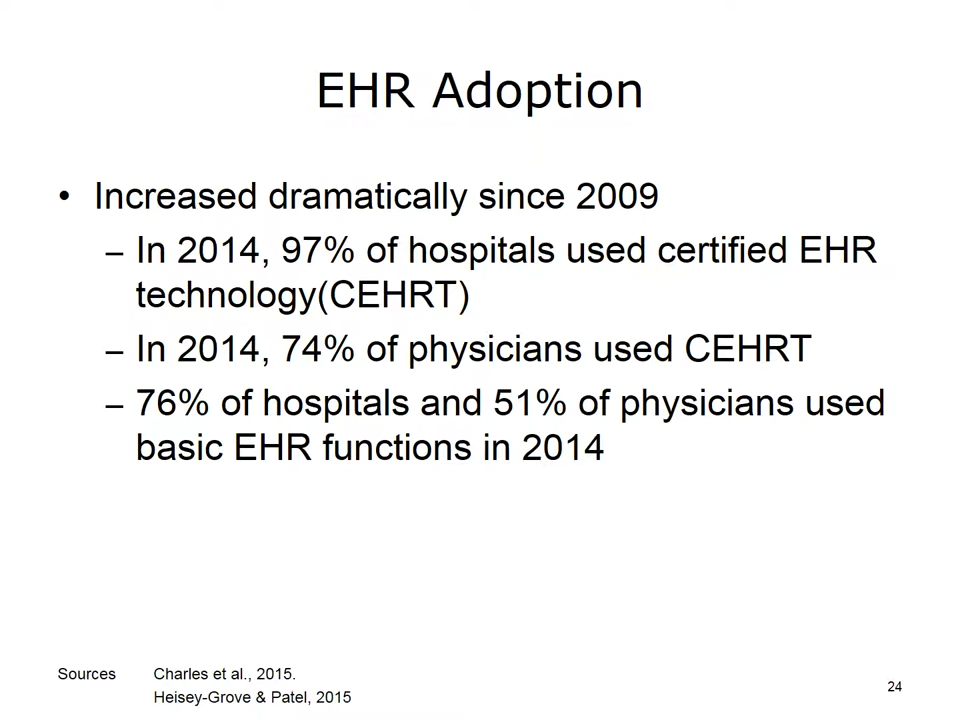 EHR Adoption
• Increased dramatically since 2009
– In 2014, 97% of hospitals used certified EHR
technology(CEHRT)
– In 2014, 74% of physicians used CEHRT
– 76% of hospitals and 51% of physicians used
basic EHR functions in 2014
Sources Charles et al., 2015.
Heisey-Grove & Patel, 2015
24